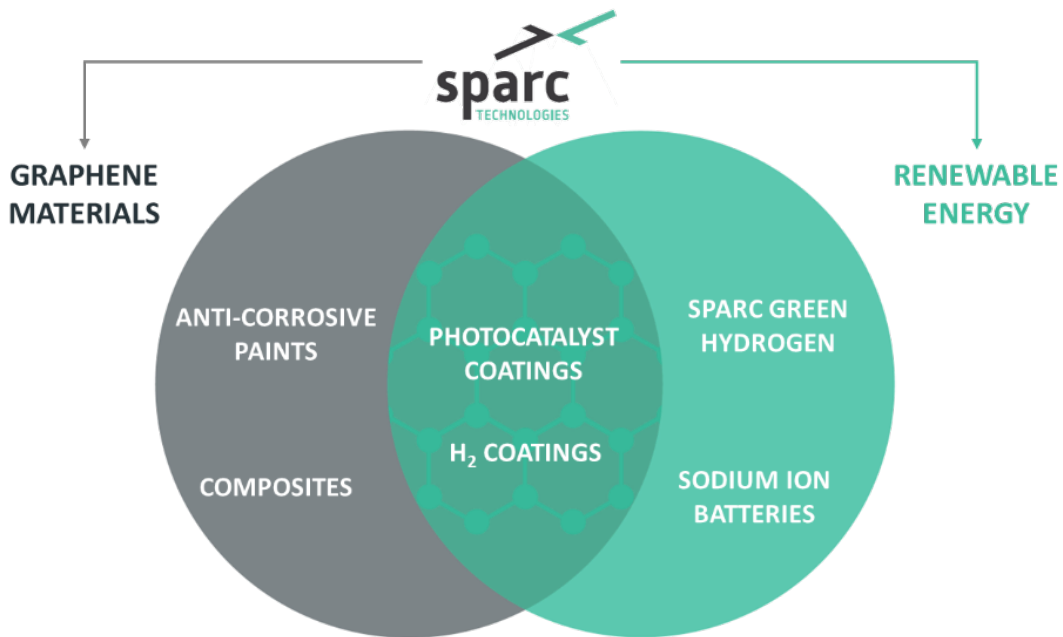 sparc
TECHNOLOGIES
GRAPHENE
MATERIALS
RENEWABLE
ENERGY
ANTI-CORROSIVE
PAINTS
COMPOSITES
PHOTOCATALYST
COATINGS
H₂ COATINGS
SPARC GREEN
HYDROGEN
SODIUM ION
BATTERIES